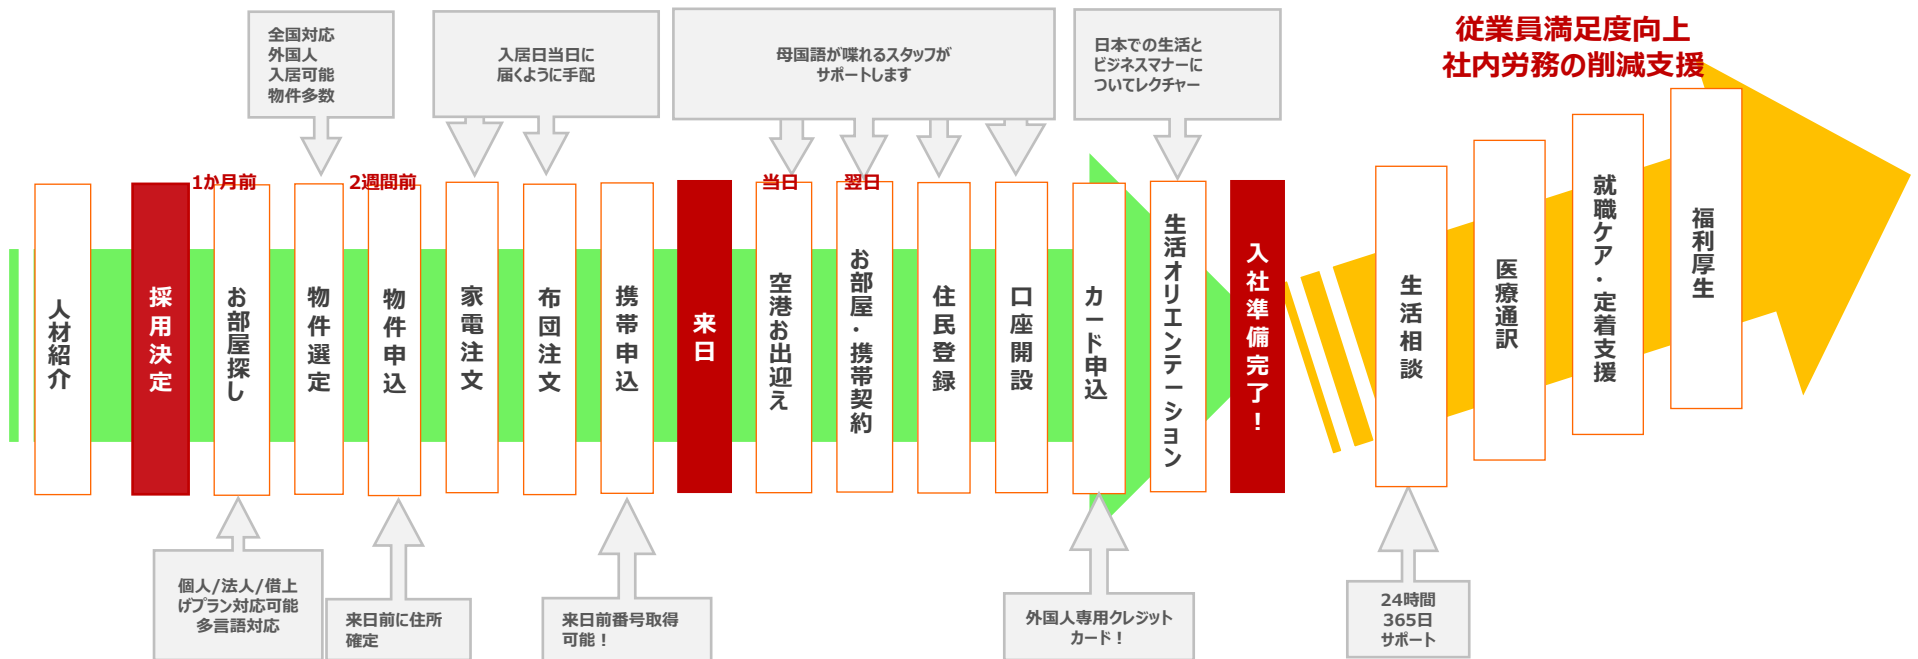 全国対応
外国人
入居可能
物件多数
入居日当日に
届くように手配
母国語が喋れるスタッフが
サポートします
日本での生活と
ビジネスマナーに
ついてレクチャー
従業員満足度向上
社内労務の削減支援
1か月前
2週間前
当日
翌日
人材紹介
採用決定
お部屋探し
物件選定
物件申込
家電注文
布団注文
携帯申込
来日
空港お出迎え
お部屋・携帯契約
住民登録
口座開設
カード申込
生活オリエンテーション
入社準備完了！
生活相談
医療通訳
就職ケア・定着支援
福利厚生
個人/法人/借上
げプラン対応可能
多言語対応
来日前に住所
確定
来日前番号取得
可能！
外国人専用クレジット
カード！
24時間
365日
サポート